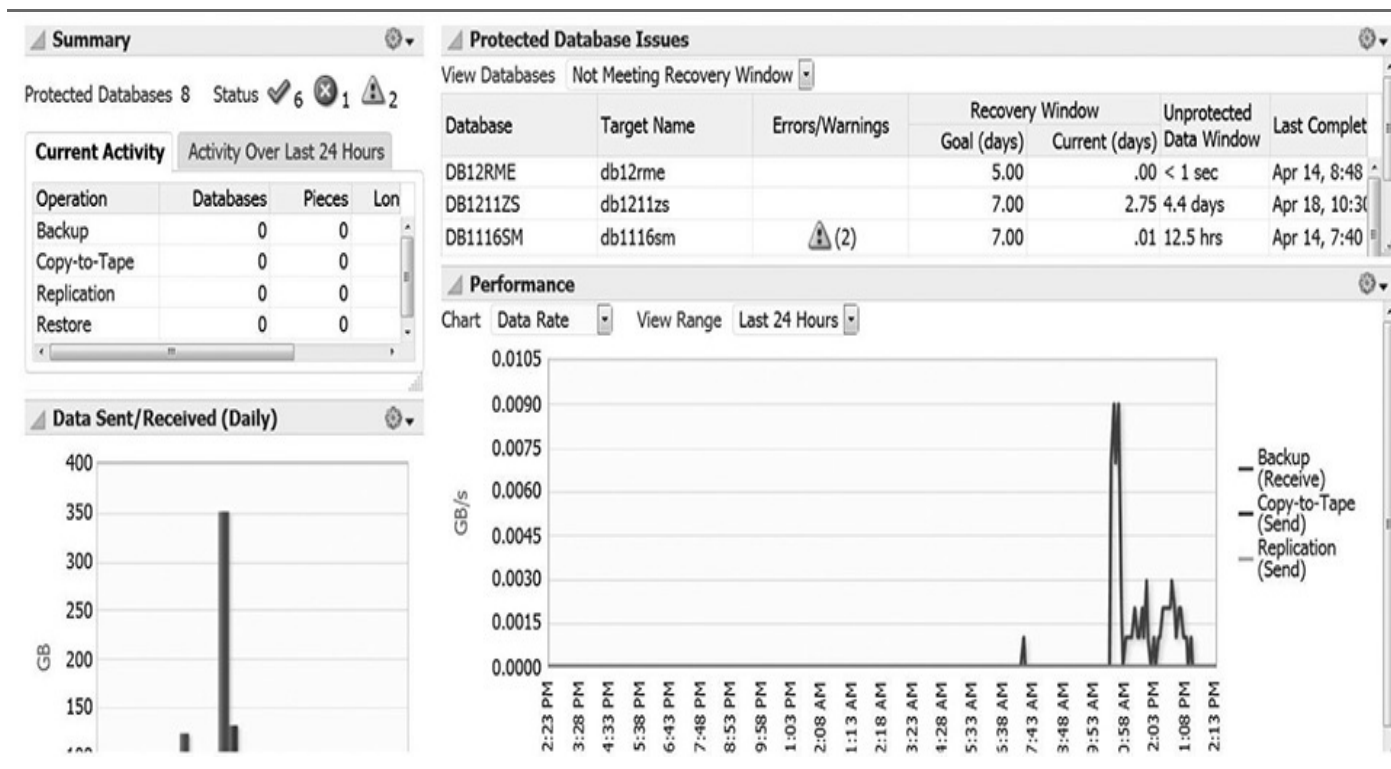 Summary
Protected Databases 8 Status 6 1 2
Current Activity Activity Over Last 24 Hours
Operation Databases Pieces Lon
Backup 0 0
Copy-to-Tape 0 0
Replication 0 0
Restore 0 0
Data Sent/Received (Daily)
400
350
300
250
200
150
GB
Protected Database Issues
View Databases Not Meeting Recovery Window
Database Target Name Errors/Warnings Recovery Window Unprotected Data Window Last Complet
Goal (days) Current (days)
DB12RME db12rme 5.00 .00 < 1 sec Apr 14, 8:48
DB1211ZS db1211zs 7.00 2.75 4.4 days Apr 18, 10:30
DB1116SM db1116sm (2) 7.00 .01 12.5 hrs Apr 14, 7:40
Performance
Chart Data Rate View Range Last 24 Hours
0.0105
0.0090
0.0075
0.0060
0.0045
0.0030
0.0015
0.0000
GB/s
2:23 PM
3:28 PM
4:33 PM
5:38 PM
6:43 PM
7:48 PM
8:53 PM
9:58 PM
1:03 PM
2:08 AM
1:13 AM
2:18 AM
3:23 AM
4:28 AM
5:33 AM
5:38 AM
7:43 AM
3:48 AM
9:53 AM
0:58 AM
2:03 PM
1:08 PM
2:13 PM
Backup
(Receive)
Copy-to-Tape
(Send)
Replication
(Send)